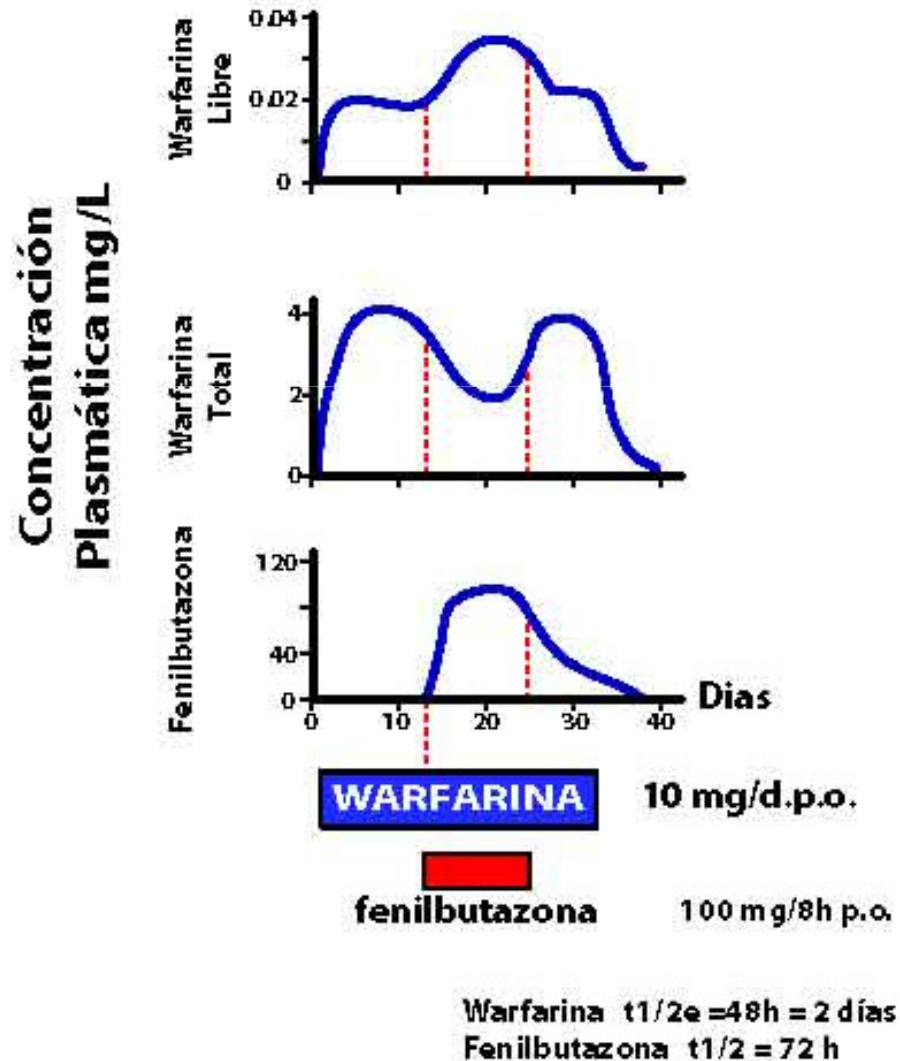 Concentración
Plasmática mg/L
Warfarina
Libre
0.04
0.02
0
Warfarina
Total
4
2
0
Fenilbutazona
120
40
0
0 10 20 30 40 Dias
WARFARINA 10 mg/d.p.o.
fenilbutazona 100 mg/8h p.o.
Warfarina t1/2e =48h = 2 días
Fenilbutazona t1/2 = 72 h